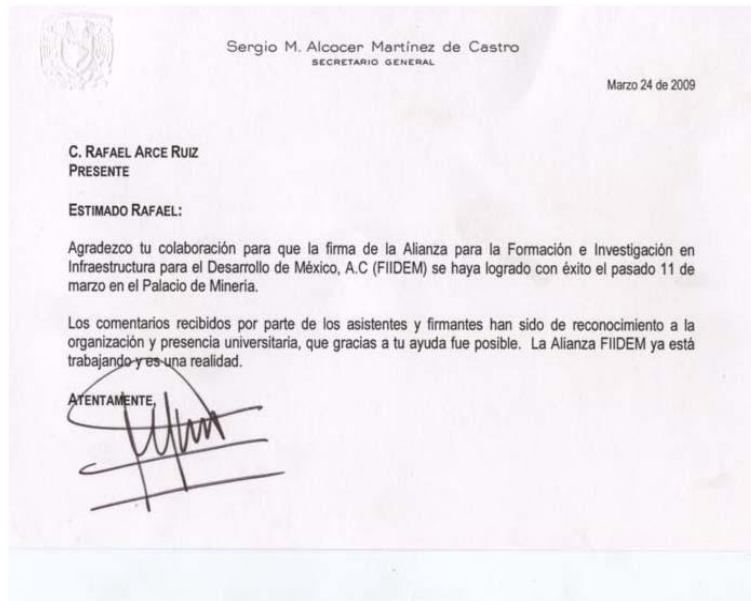 Sergio M. Alcocer Martínez de Castro
SECRETARIO GENERAL
Marzo 24 de 2009
C. RAFAEL ARCE RUIZ
PRESENTE
ESTIMADO RAFAEL:
Agradezco tu colaboración para que la firma de la Alianza para la Formación e Investigación en
Infraestructura para el Desarrollo de México, A.C (FIIDEM) se haya logrado con éxito el pasado 11 de
marzo en el Palacio de Minería.
Los comentarios recibidos por parte de los asistentes y firmantes han sido de reconocimiento a la
organización y presencia universitaria, que gracias a tu ayuda fue posible. La Alianza FIIDEM ya está
trabajando y es una realidad.
ATENTAMENTE,